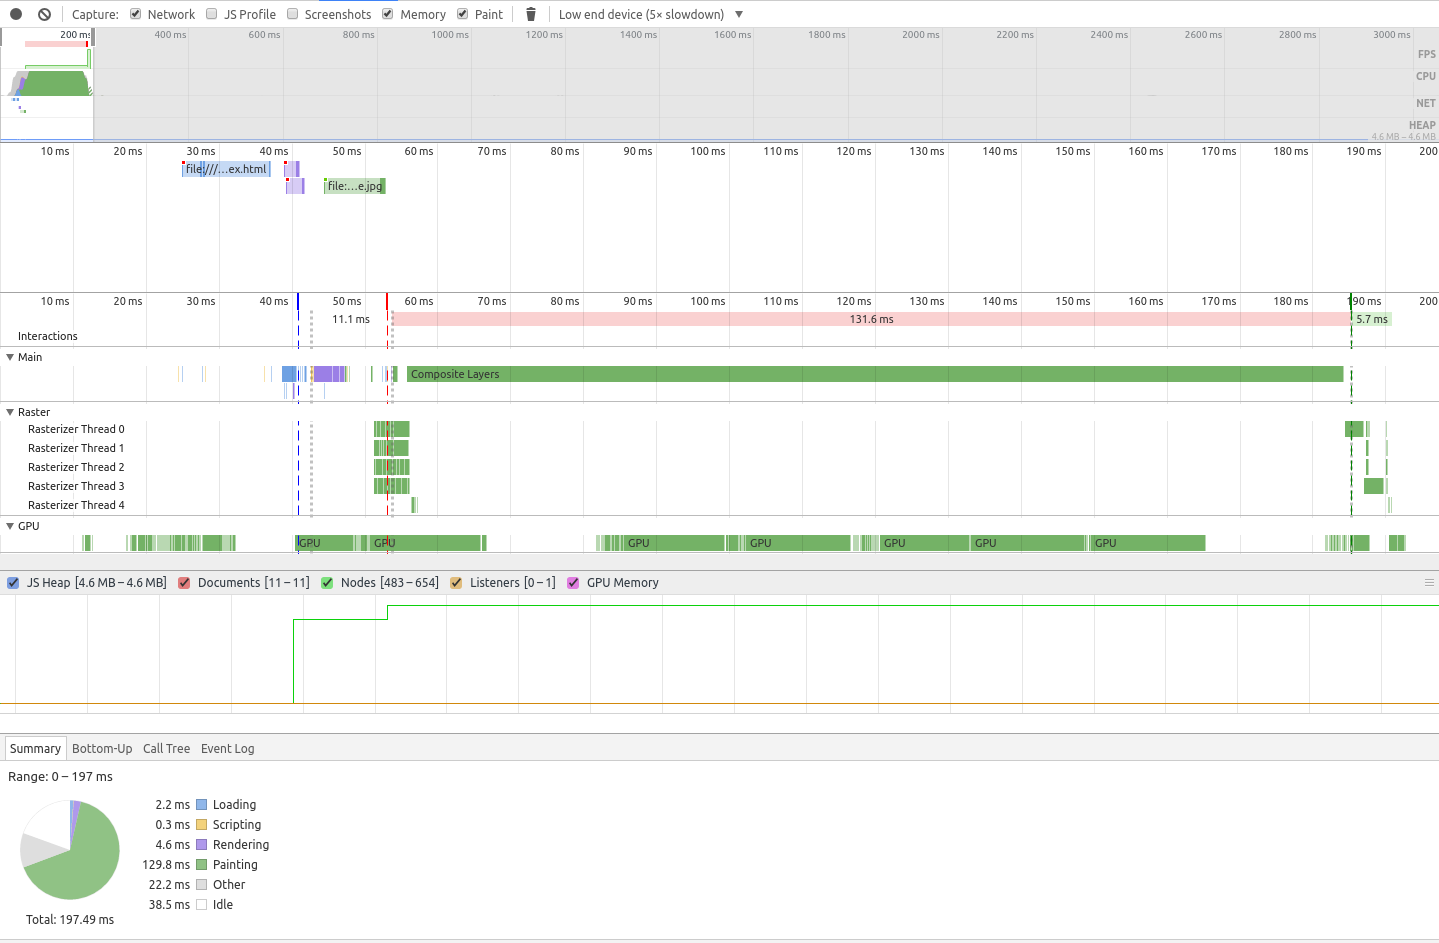 Capture: Network JS Profile Screenshots Memory Paint Low end device (5× slowdown) ▼
200 ms 400 ms 600 ms 800 ms 1000 ms 1200 ms 1400 ms 1600 ms 1800 ms 2000 ms 2200 ms 2400 ms 2600 ms 2800 ms 3000 ms
FPS
CPU
NET
HEAP
4.6 MB – 4.6 MB
10 ms 20 ms 30 ms 40 ms 50 ms 60 ms 70 ms 80 ms 90 ms 100 ms 110 ms 120 ms 130 ms 140 ms 150 ms 160 ms 170 ms 180 ms 190 ms 200
file:///…ex.html
file:…e.jpg
10 ms 20 ms 30 ms 40 ms 50 ms 60 ms 70 ms 80 ms 90 ms 100 ms 110 ms 120 ms 130 ms 140 ms 150 ms 160 ms 170 ms 180 ms 190 ms 200
11.1 ms 131.6 ms 5.7 ms
Interactions
▼ Main
Composite Layers
▼ Raster
Rasterizer Thread 0
Rasterizer Thread 1
Rasterizer Thread 2
Rasterizer Thread 3
Rasterizer Thread 4
▼ GPU
GPU GPU GPU GPU GPU GPU GPU
JS Heap [4.6 MB – 4.6 MB] Documents [11 – 11] Nodes [483 – 654] Listeners [0 – 1] GPU Memory
Summary Bottom-Up Call Tree Event Log
Range: 0 – 197 ms
2.2 ms Loading
0.3 ms Scripting
4.6 ms Rendering
129.8 ms Painting
22.2 ms Other
38.5 ms Idle
Total: 197.49 ms